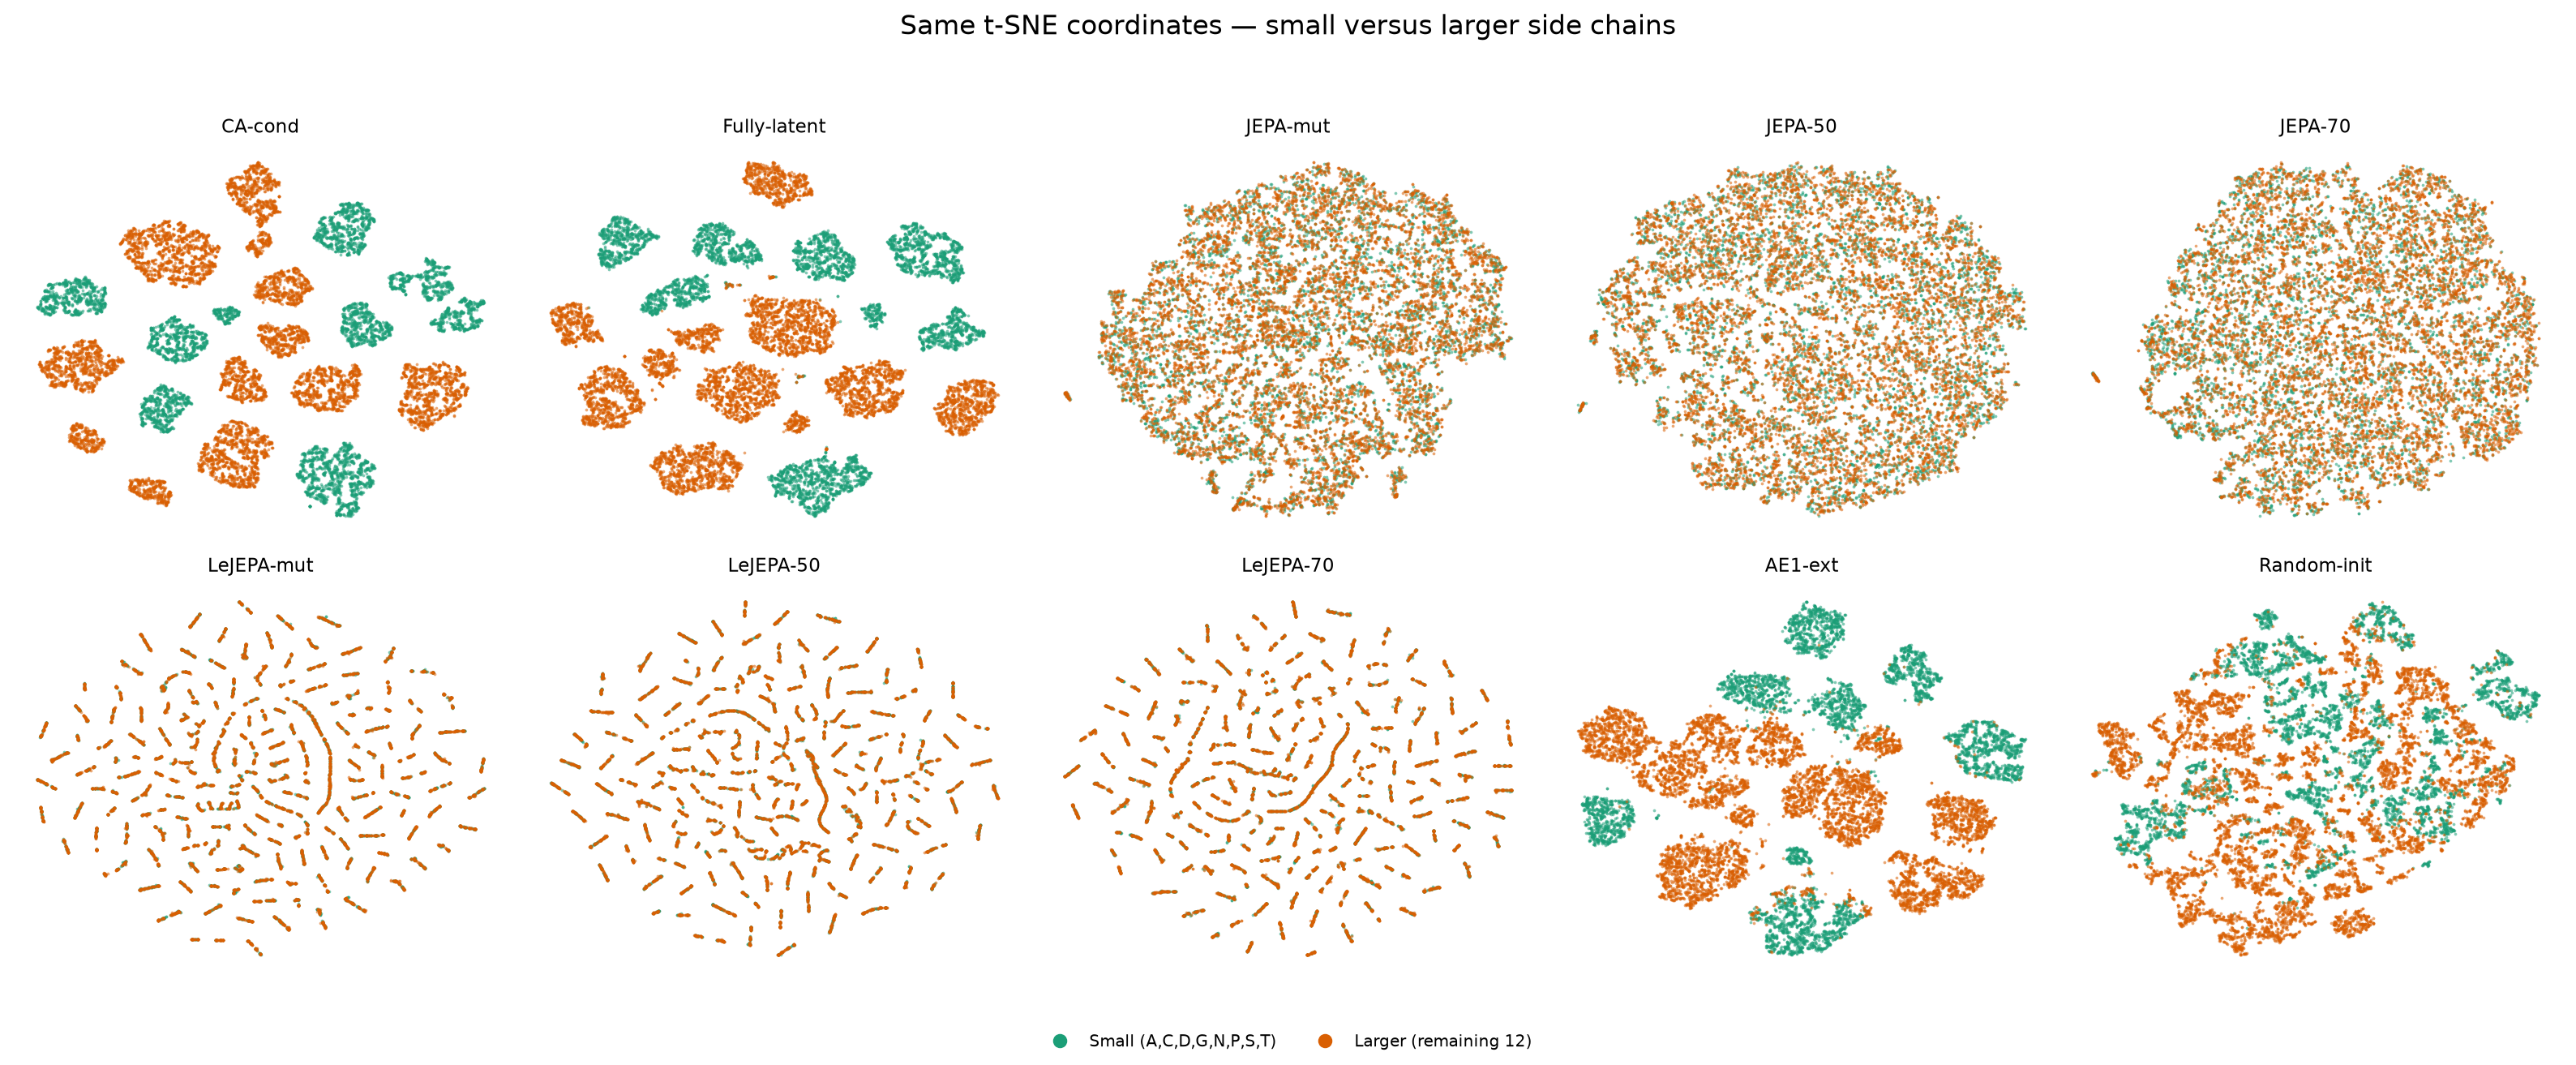 Same t-SNE coordinates — small versus larger side chains
CA-cond
Fully-latent
JEPA-mut
JEPA-50
JEPA-70
LeJEPA-mut
LeJEPA-50
LeJEPA-70
AE1-ext
Random-init
Small (A,C,D,G,N,P,S,T)
Larger (remaining 12)